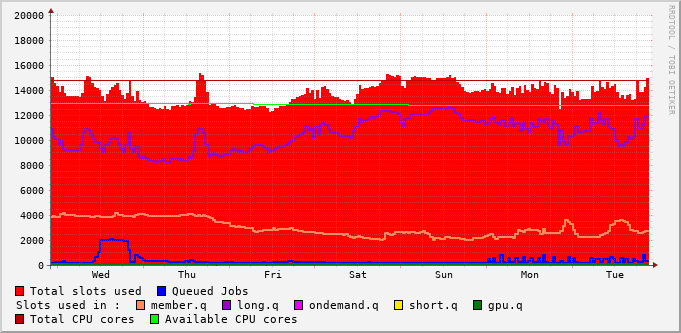 RRDTOOL / TOBI OETIKER
20000
18000
16000
14000
12000
10000
8000
6000
4000
2000
0
Wed Thu Fri Sat Sun Mon Tue
Total slots used Queued Jobs
Slots used in : member.q long.q ondemand.q short.q gpu.q
Total CPU cores Available CPU cores